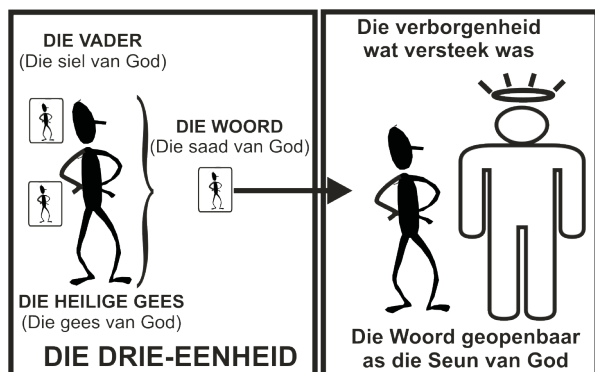 DIE VADER
(Die siel van God)
DIE WOORD
(Die saad van God)
DIE HEILIGE GEES
(Die gees van God)
DIE DRIE-EENHEID
Die verborgenheid
wat versteek was
Die Woord geopenbaar
as die Seun van God